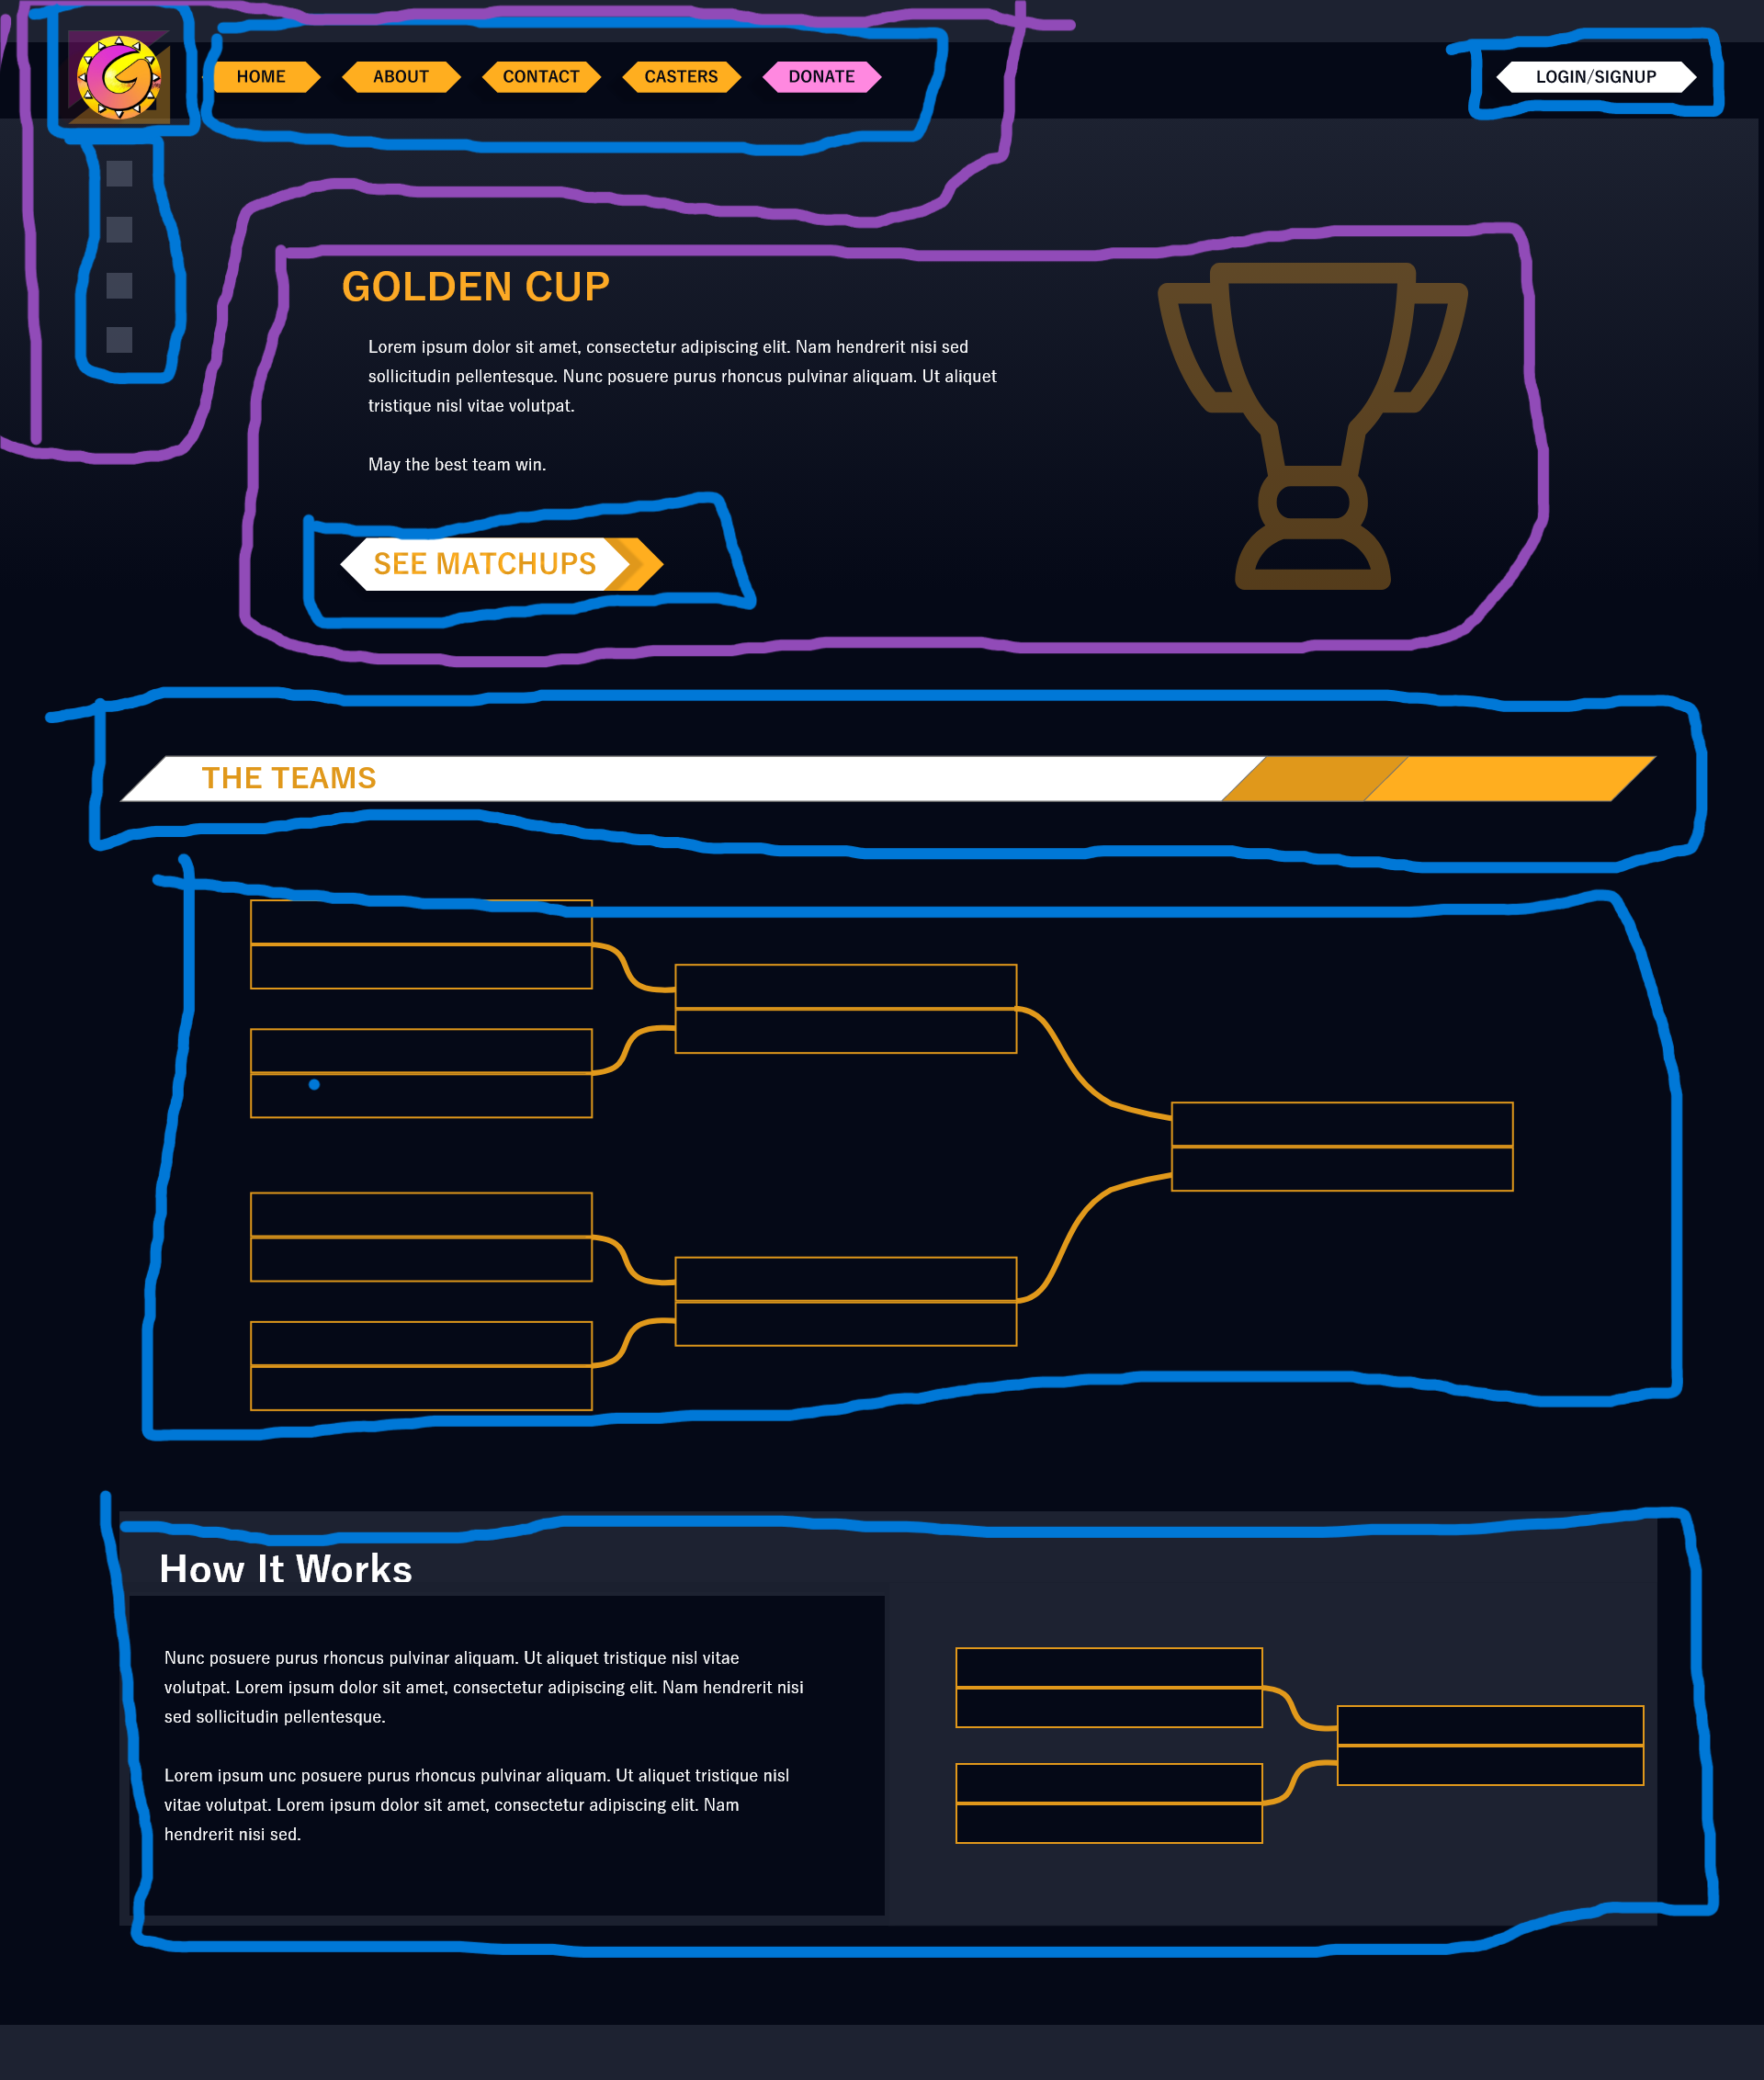 HOME
ABOUT
CONTACT
CASTERS
DONATE
LOGIN/SIGNUP
GOLDEN CUP
Lorem ipsum dolor sit amet, consectetur adipiscing elit. Nam hendrerit nisi sed
sollicitudin pellentesque. Nunc posuere purus rhoncus pulvinar aliquam. Ut aliquet
tristique nisl vitae volutpat.
May the best team win.
SEE MATCHUPS
THE TEAMS
How It Works
Nunc posuere purus rhoncus pulvinar aliquam. Ut aliquet tristique nisl vitae
volutpat. Lorem ipsum dolor sit amet, consectetur adipiscing elit. Nam hendrerit nisi
sed sollicitudin pellentesque.
Lorem ipsum unc posuere purus rhoncus pulvinar aliquam. Ut aliquet tristique nisl
vitae volutpat. Lorem ipsum dolor sit amet, consectetur adipiscing elit. Nam
hendrerit nisi sed.